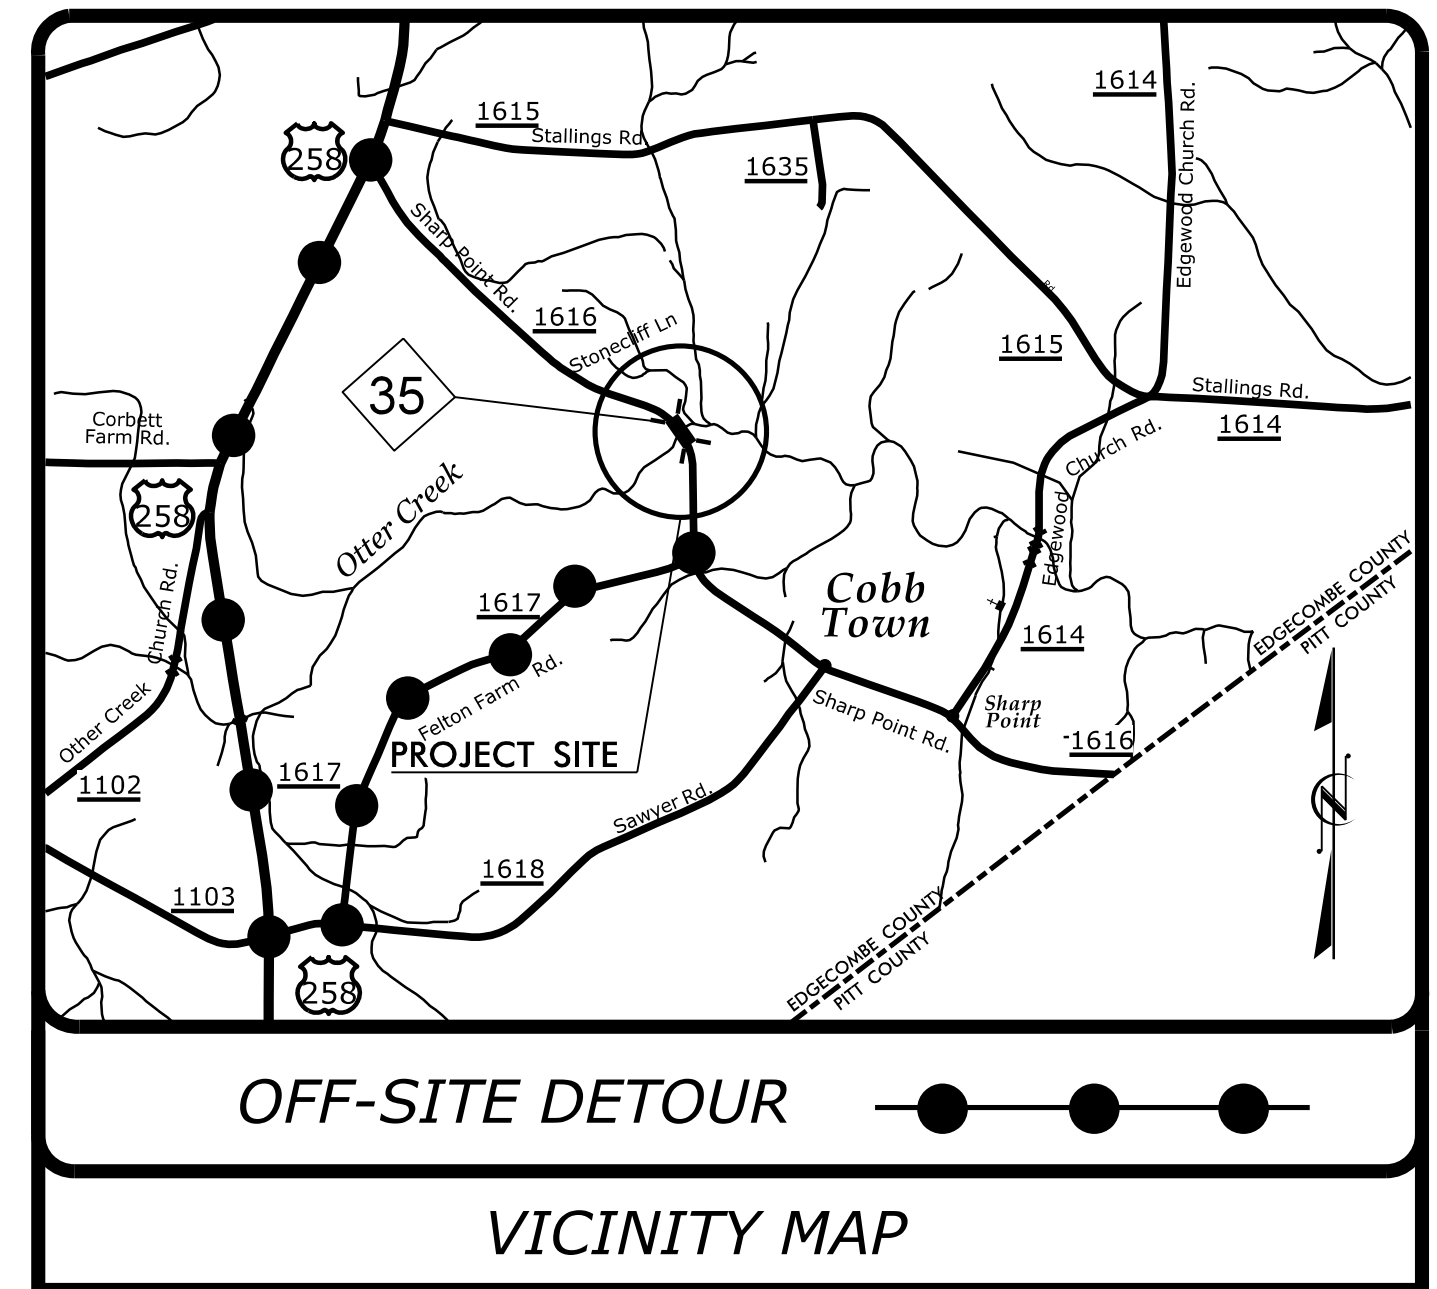 1614
1615
Stallings Rd.
258
1635
Edgewood Church Rd.
Sharp Point Rd.
1616
Rd.
Stonecliff Ln
1615
35
Stallings Rd.
1614
Corbett
Farm Rd.
Church Rd.
Otter Creek
258
Edgewood
EDGECOMBE COUNTY
PITT COUNTY
Cobb
Town
1617
Church Rd.
1614
Felton Farm Rd.
Other Creek
Sharp
Point
Sharp Point Rd.
PROJECT SITE
-1616
1617
1102
Sawyer Rd.
N
1618
1103
EDGECOMBE COUNTY
PITT COUNTY
258
OFF-SITE DETOUR
VICINITY MAP